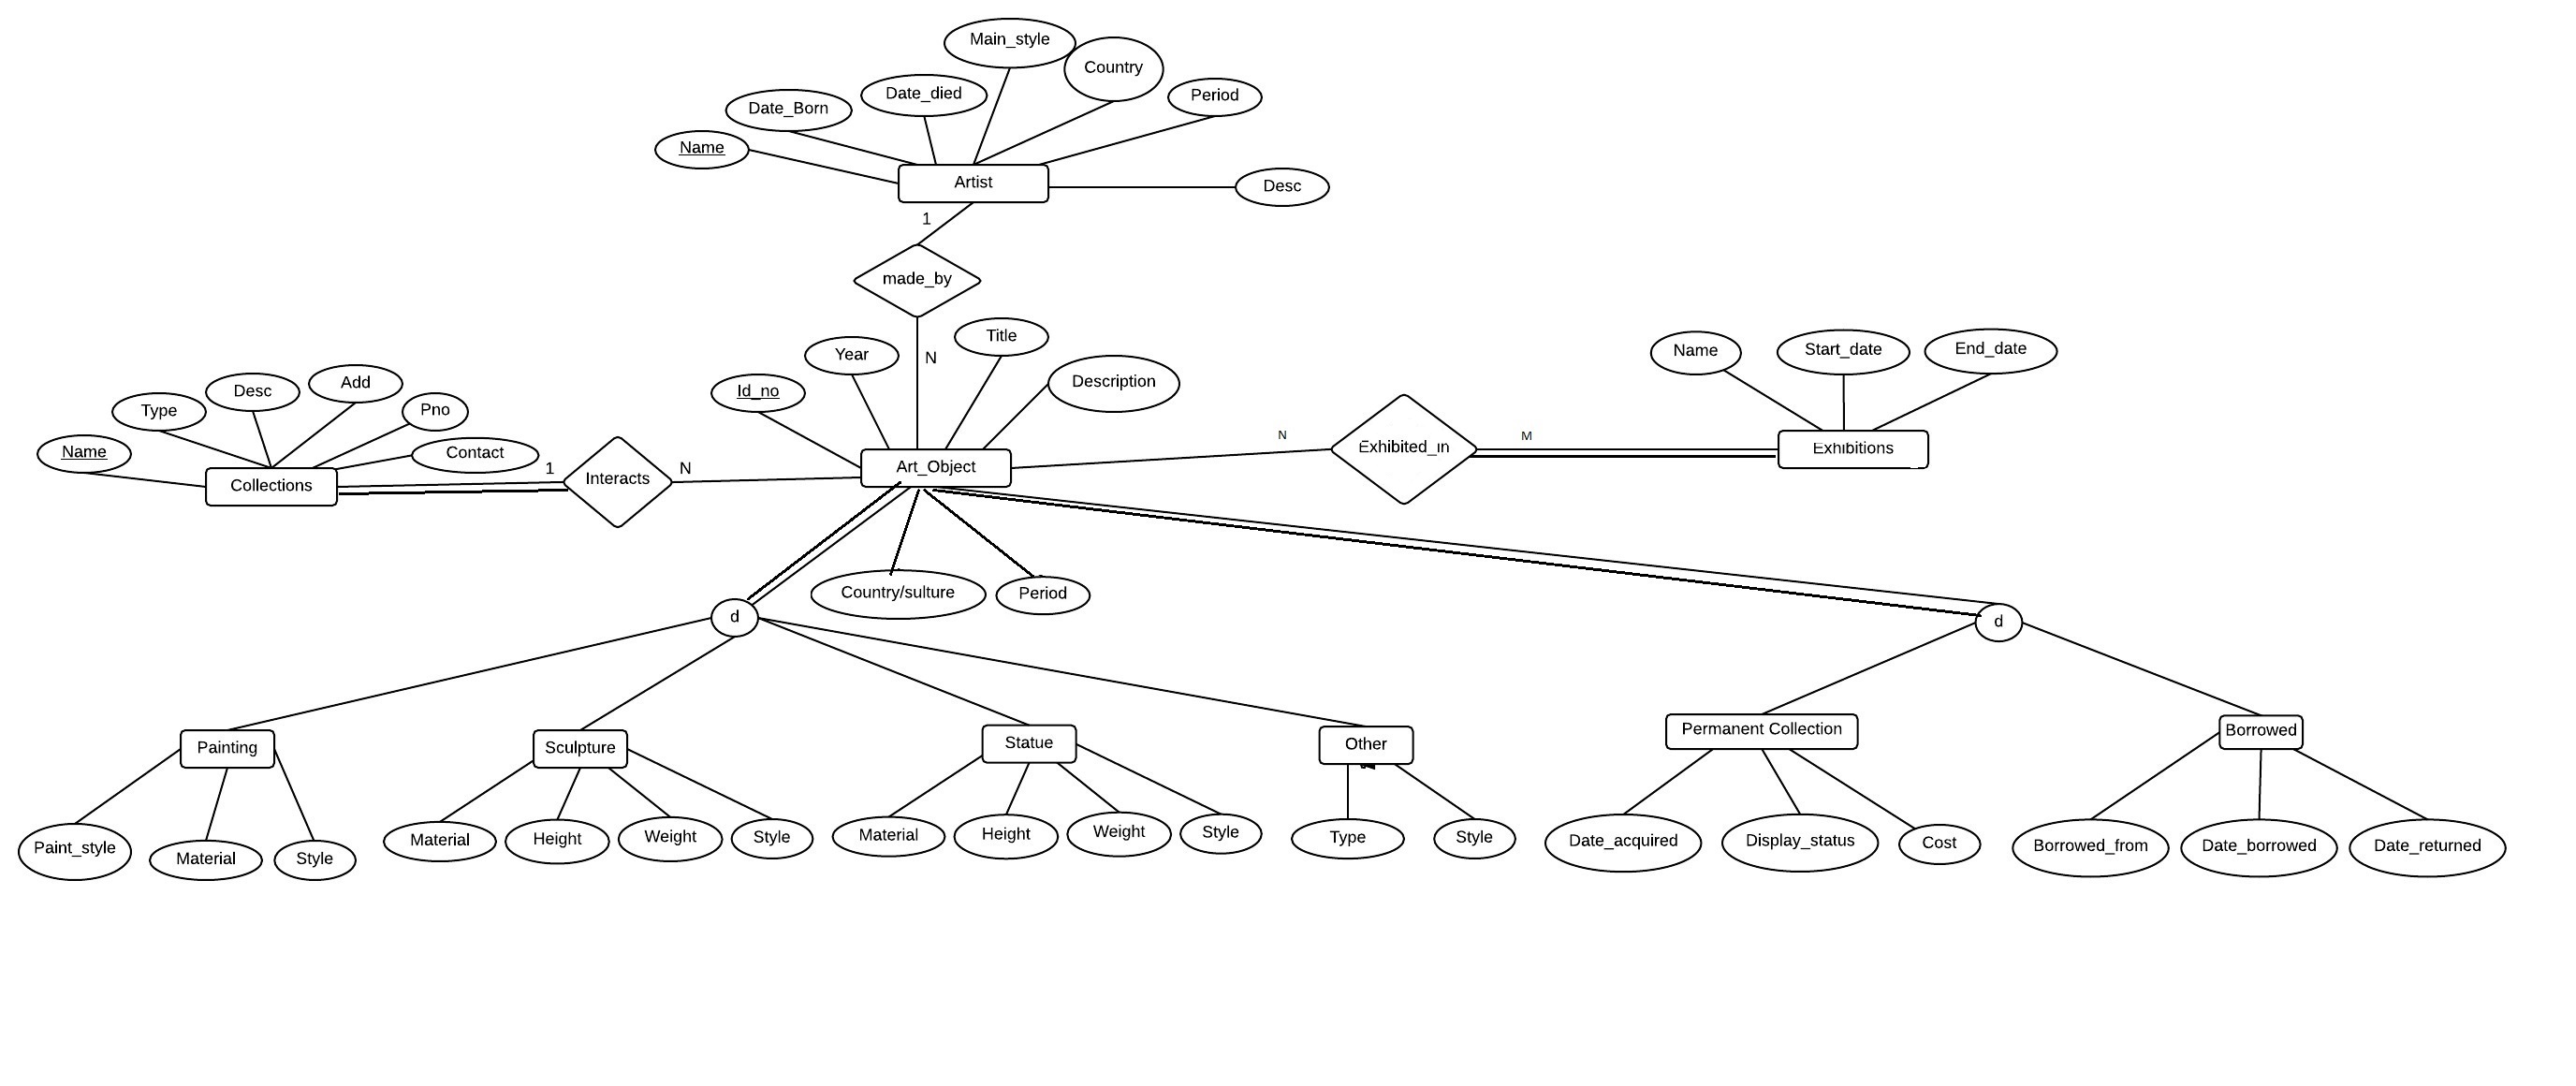 Main_style
Country
Date_died
Period
Date_Born
Name
Artist
Desc
1
made_by
N
Title
Year
Description
Id_no
Name
Start_date
End_date
Add
Desc
Type
Pno
Name
Contact
1
N
N
M
Exhibited_in
Exhibitions
Art_Object
Interacts
Collections
Country/sulture
Period
d
d
Painting
Sculpture
Statue
Other
Permanent Collection
Borrowed
Paint_style
Material
Style
Material
Height
Weight
Style
Material
Height
Weight
Style
Type
Style
Date_acquired
Display_status
Cost
Borrowed_from
Date_borrowed
Date_returned